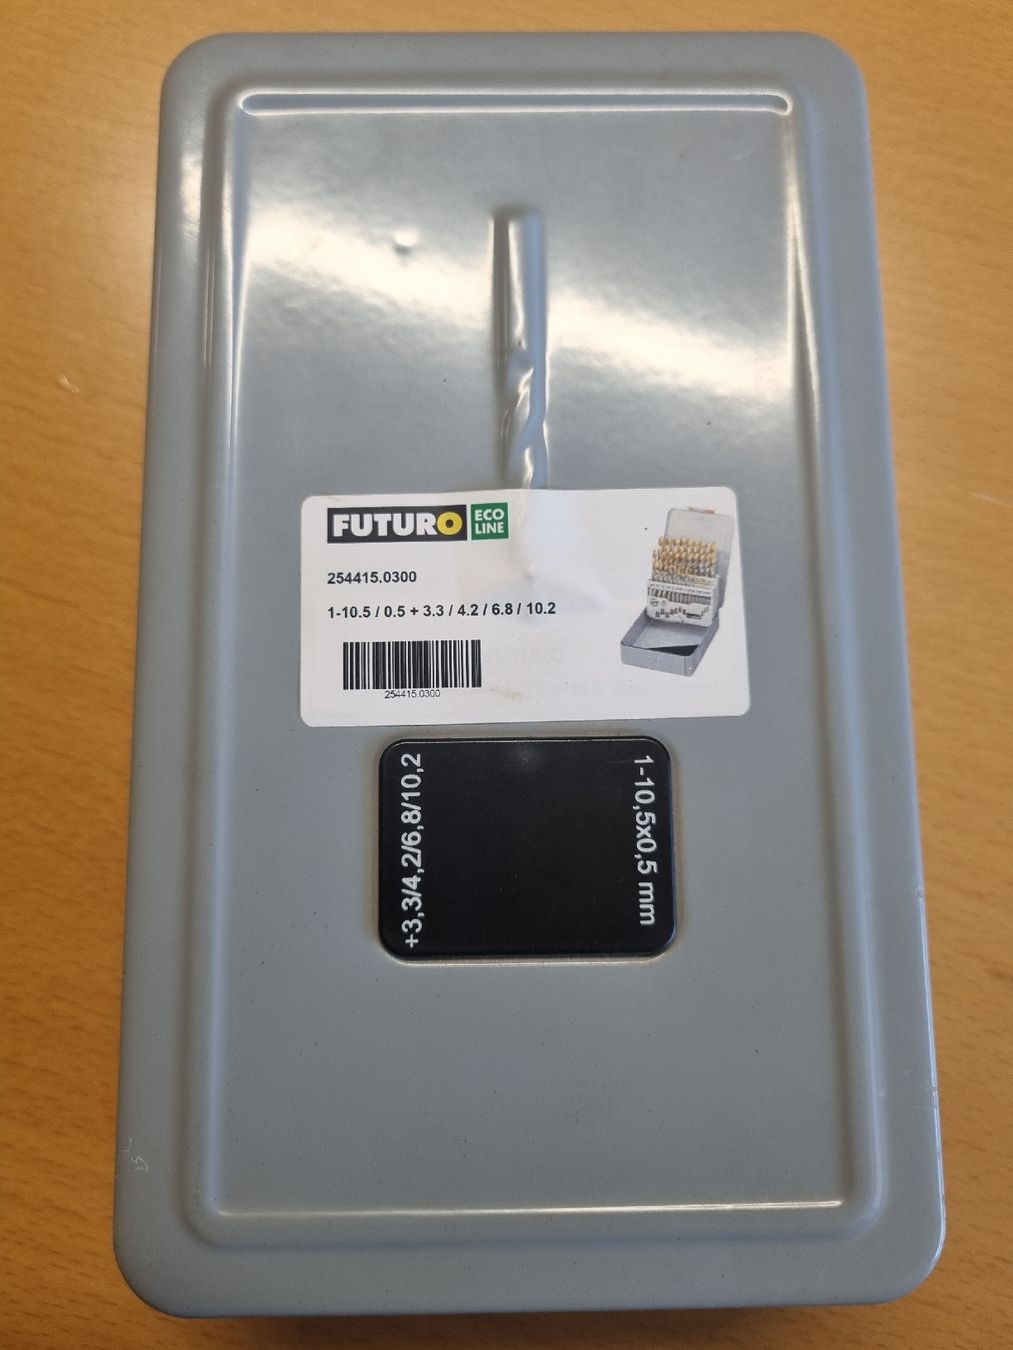 FUTURO ECO LINE
254415.0300
1-10.5 / 0.5 + 3.3 / 4.2 / 6.8 / 10.2
254415.0300
+3,3/4,2/6,8/10,2
1-10,5x0,5 mm